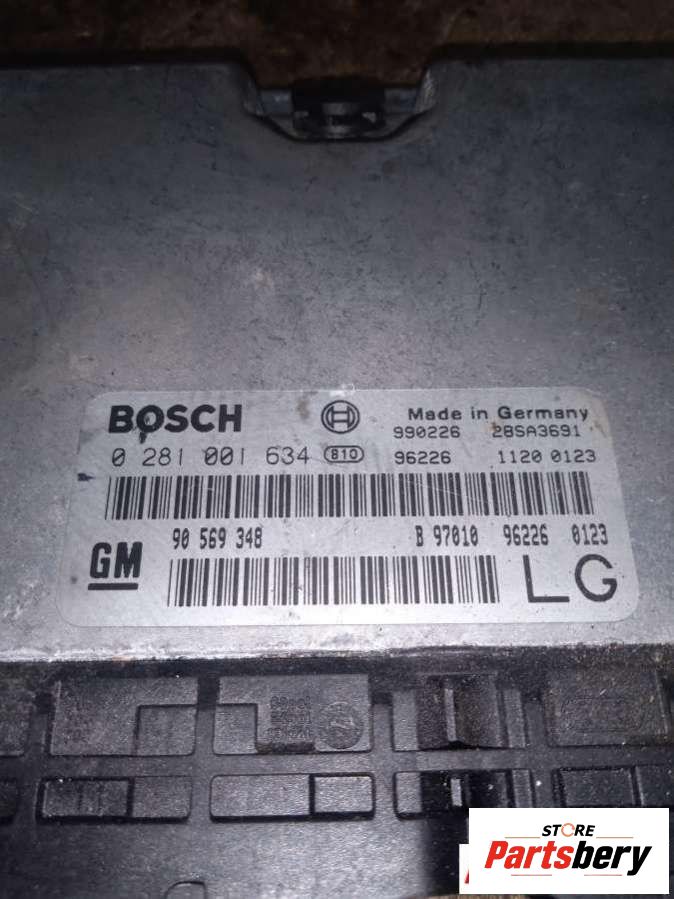 BOSCH Made in Germany
990226 28SA3691
0 281 001 634 810 96226 1120 0123
90 569 348 B 97010 96226 0123
GM LG
STORE
Partsbery